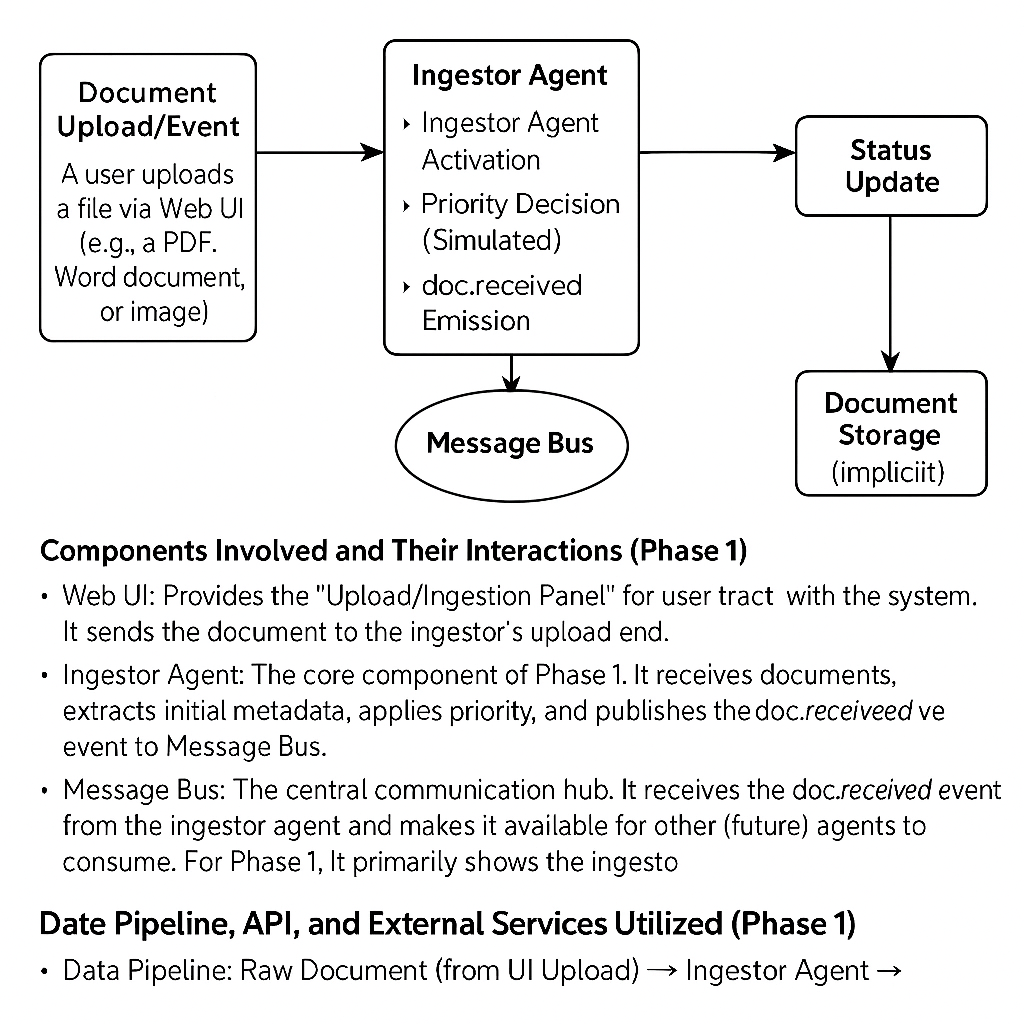 Document
Upload/Event
A user uploads
a file via Web UI
(e.g., a PDF.
Word document,
or image)
Ingestor Agent
‣ Ingestor Agent
Activation
‣ Priority Decision
(Simulated)
‣ doc.received
Emission
Message Bus
Status
Update
Document
Storage
(impliciit)
Components Involved and Their Interactions (Phase 1)
• Web UI: Provides the "Upload/Ingestion Panel" for user tract with the system.
It sends the document to the ingestor's upload end.
• Ingestor Agent: The core component of Phase 1. It receives documents,
extracts initial metadata, applies priority, and publishes the doc.receiveed ve
event to Message Bus.
• Message Bus: The central communication hub. It receives the doc.received event
from the ingestor agent and makes it available for other (future) agents to
consume. For Phase 1, It primarily shows the ingesto
Date Pipeline, API, and External Services Utilized (Phase 1)
• Data Pipeline: Raw Document (from UI Upload) → Ingestor Agent →